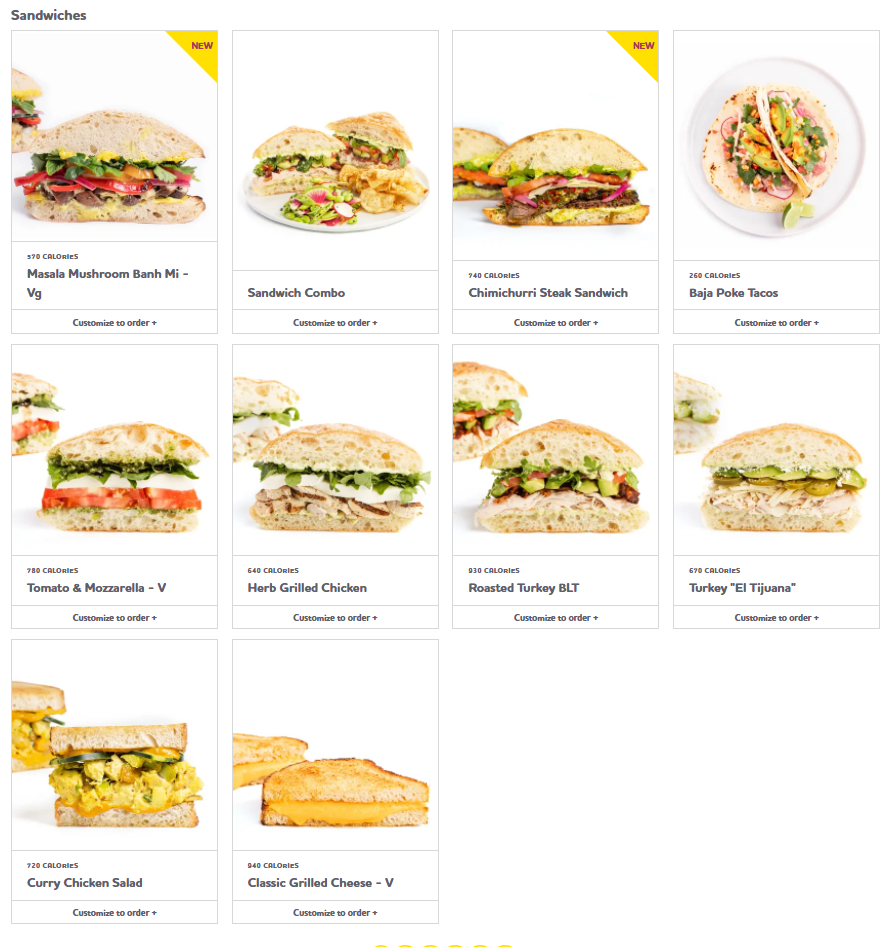 Sandwiches
NEW
570 CALORIES
Masala Mushroom Banh Mi -
Vg
Customize to order +
Sandwich Combo
Customize to order +
NEW
740 CALORIES
Chimichurri Steak Sandwich
Customize to order +
260 CALORIES
Baja Poke Tacos
Customize to order +
780 CALORIES
Tomato & Mozzarella - V
Customize to order +
640 CALORIES
Herb Grilled Chicken
Customize to order +
930 CALORIES
Roasted Turkey BLT
Customize to order +
670 CALORIES
Turkey "El Tijuana"
Customize to order +
720 CALORIES
Curry Chicken Salad
Customize to order +
940 CALORIES
Classic Grilled Cheese - V
Customize to order +